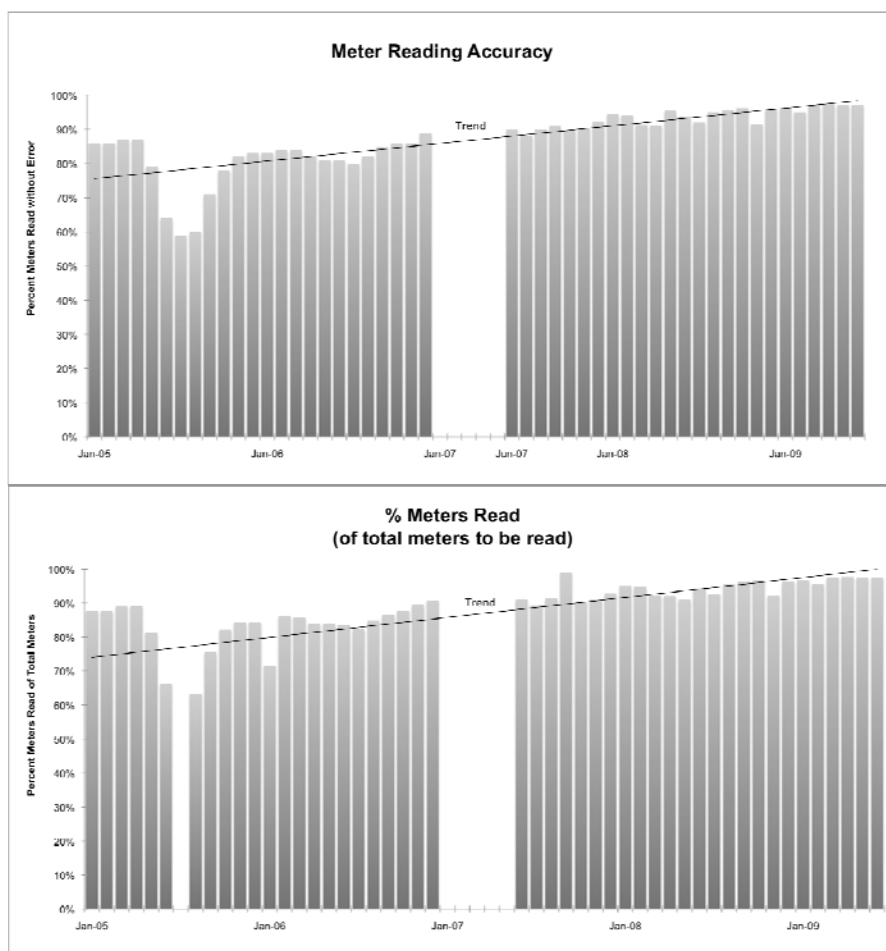 Meter Reading Accuracy
Percent Meters Read without Error
100%
90%
80%
70%
60%
50%
40%
30%
20%
10%
0%
Trend
Jan-05 Jan-06 Jan-07 Jun-07 Jan-08 Jan-09
% Meters Read
(of total meters to be read)
Percent Meters Read of Total Meters
100%
90%
80%
70%
60%
50%
40%
30%
20%
10%
0%
Trend
Jan-05 Jan-06 Jan-07 Jan-08 Jan-09